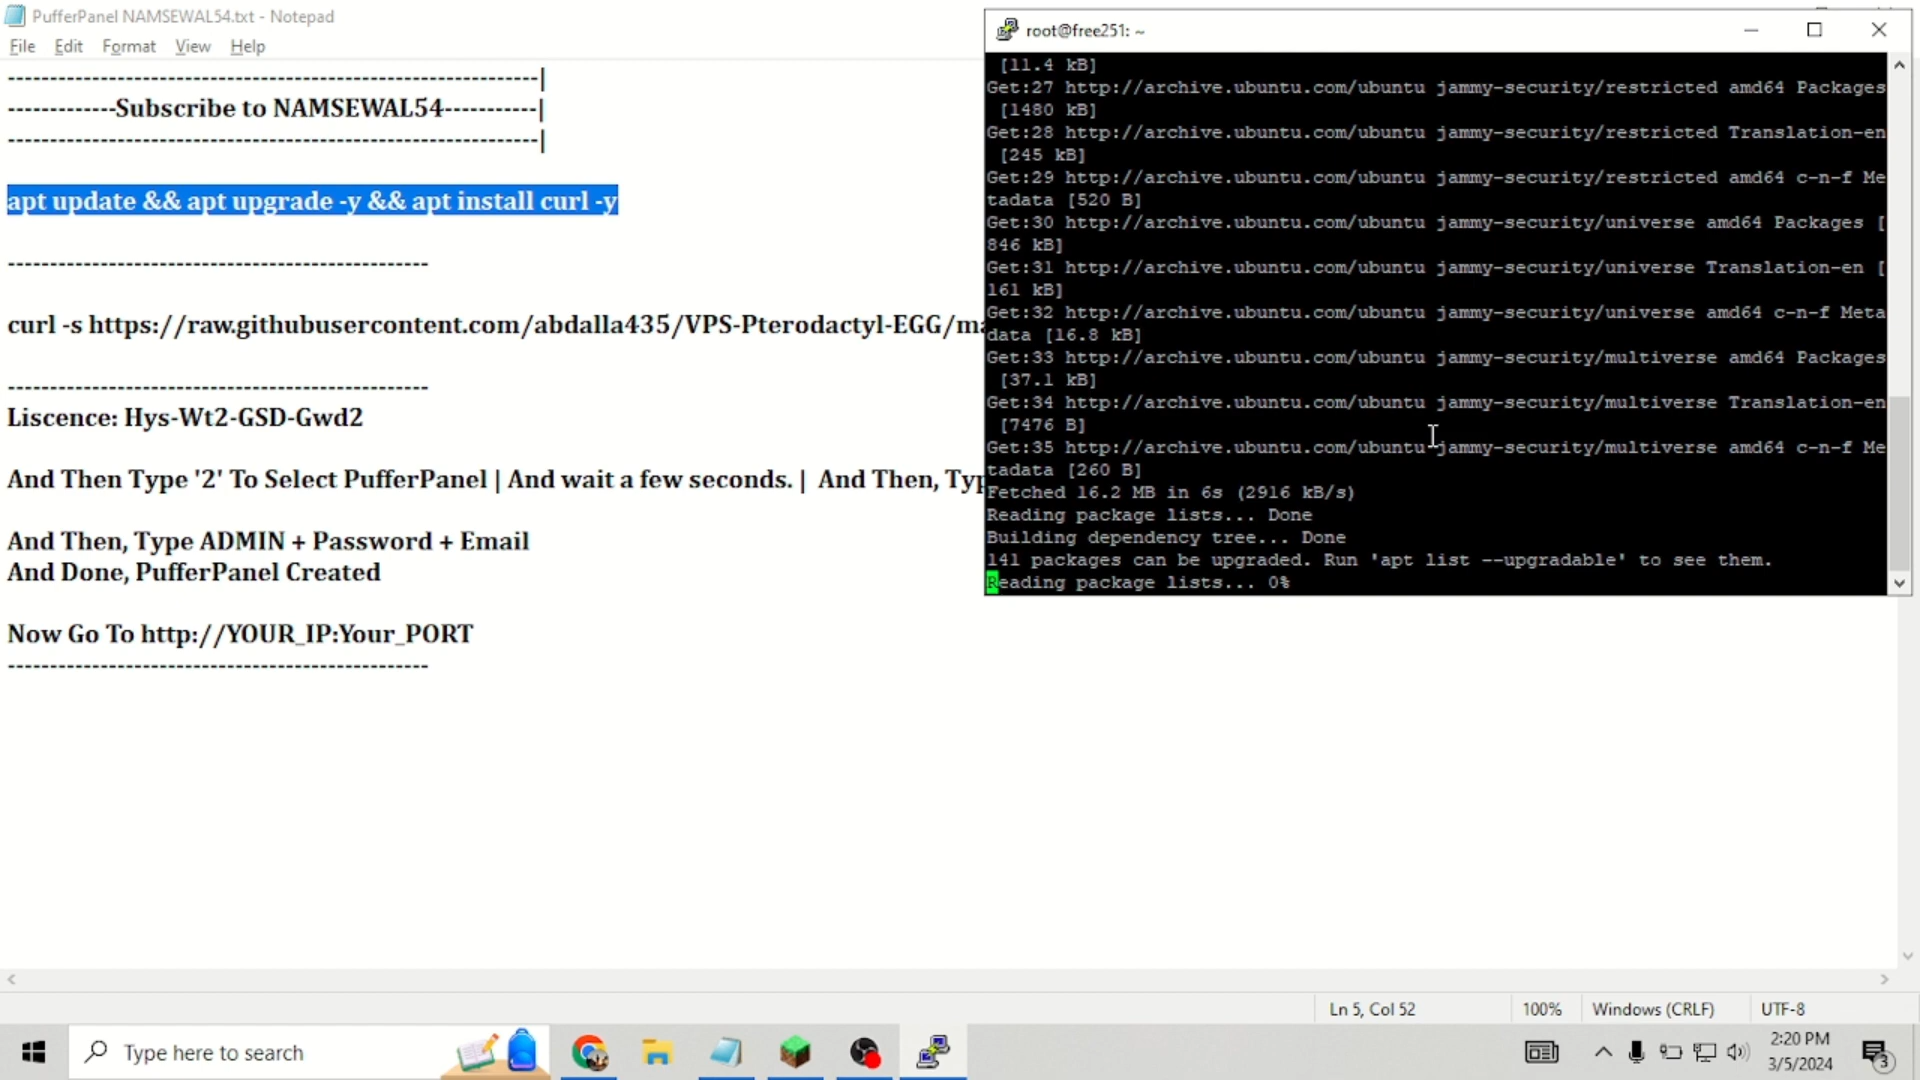 PufferPanel NAMSEWAL54.txt - Notepad
File Edit Format View Help
---------------------------------------------------------------|
-------------Subscribe to NAMSEWAL54-----------|
---------------------------------------------------------------|
apt update && apt upgrade -y && apt install curl -y
--------------------------------------------------
curl -s https://raw.githubusercontent.com/abdalla435/VPS-Pterodactyl-EGG/ma
--------------------------------------------------
Liscence: Hys-Wt2-GSD-Gwd2
And Then Type '2' To Select PufferPanel | And wait a few seconds. | And Then, Typ
And Then, Type ADMIN + Password + Email
And Done, PufferPanel Created
Now Go To http://YOUR_IP:Your_PORT
--------------------------------------------------
root@free251: ~
[11.4 kB]
Get:27 http://archive.ubuntu.com/ubuntu jammy-security/restricted amd64 Packages
[1480 kB]
Get:28 http://archive.ubuntu.com/ubuntu jammy-security/restricted Translation-en
[245 kB]
Get:29 http://archive.ubuntu.com/ubuntu jammy-security/restricted amd64 c-n-f Me
tadata [520 B]
Get:30 http://archive.ubuntu.com/ubuntu jammy-security/universe amd64 Packages [
846 kB]
Get:31 http://archive.ubuntu.com/ubuntu jammy-security/universe Translation-en [
161 kB]
Get:32 http://archive.ubuntu.com/ubuntu jammy-security/universe amd64 c-n-f Meta
data [16.8 kB]
Get:33 http://archive.ubuntu.com/ubuntu jammy-security/multiverse amd64 Packages
[37.1 kB]
Get:34 http://archive.ubuntu.com/ubuntu jammy-security/multiverse Translation-en
[7476 B]
Get:35 http://archive.ubuntu.com/ubuntu jammy-security/multiverse amd64 c-n-f Me
tadata [260 B]
Fetched 16.2 MB in 6s (2916 kB/s)
Reading package lists... Done
Building dependency tree... Done
141 packages can be upgraded. Run 'apt list --upgradable' to see them.
Reading package lists... 0%
Ln 5, Col 52 100% Windows (CRLF) UTF-8
Type here to search
2:20 PM
3/5/2024
3